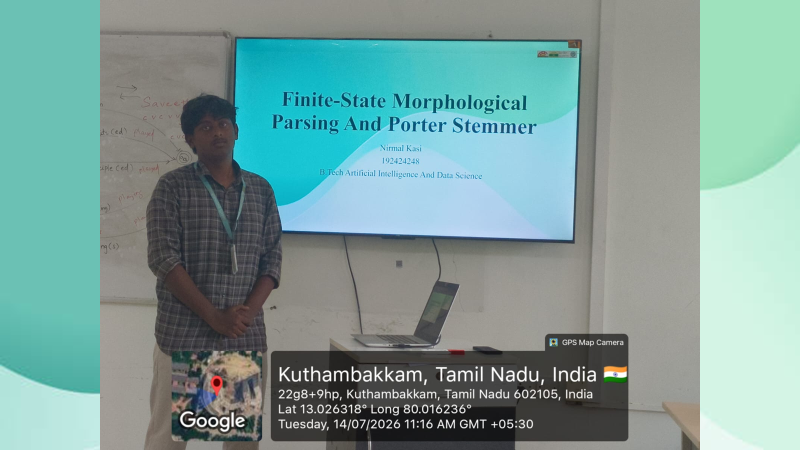 Finite-State Morphological
Parsing And Porter Stemmer
Nirmal Kasi
192424248
B Tech Artificial Intelligence And Data Science
GPS Map Camera
Kuthambakkam, Tamil Nadu, India
22g8+9hp, Kuthambakkam, Tamil Nadu 602105, India
Lat 13.026318° Long 80.016236°
Tuesday, 14/07/2026 11:16 AM GMT +05:30
Google